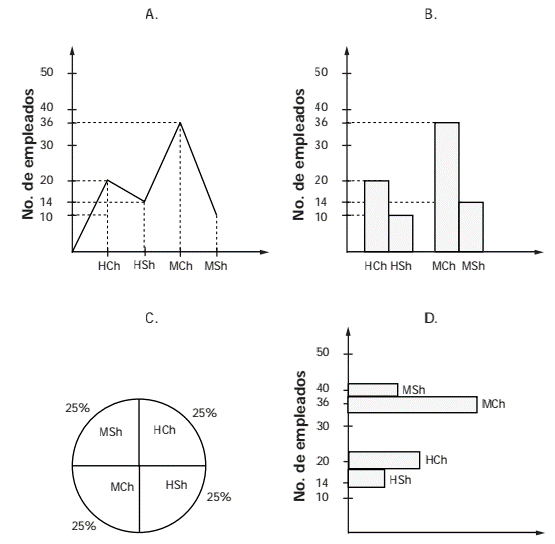 A.
No. de empleados
50
40
36
30
20
14
10
HCh HSh MCh MSh
B.
No. de empleados
50
40
36
30
20
14
10
HCh HSh MCh MSh
C.
25% 25%
MSh HCh
MCh HSh
25% 25%
D.
No. de empleados
50
40
36
30
20
14
10
MSh
MCh
HCh
HSh